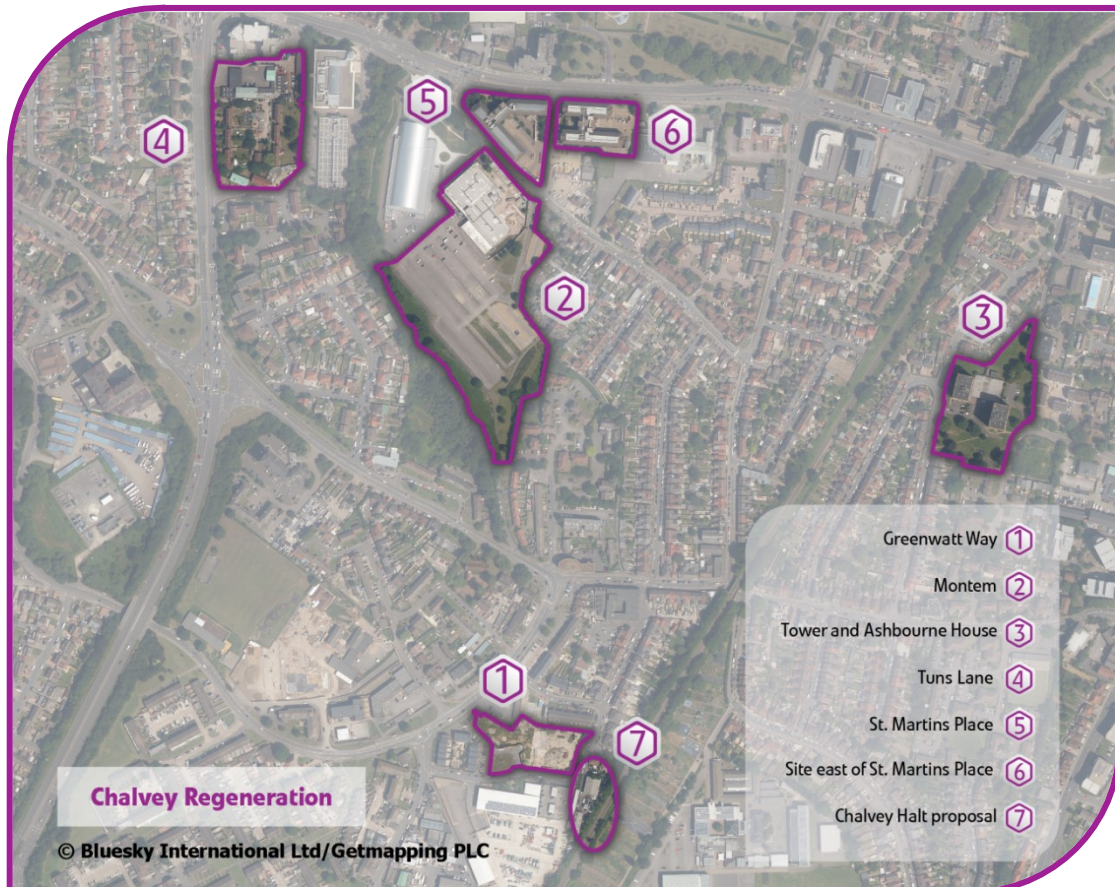 4
5
6
2
3
1
7
Greenwatt Way 1
Montem 2
Tower and Ashbourne House 3
Tuns Lane 4
St. Martins Place 5
Site east of St. Martins Place 6
Chalvey Halt proposal 7
Chalvey Regeneration
© Bluesky International Ltd/Getmapping PLC